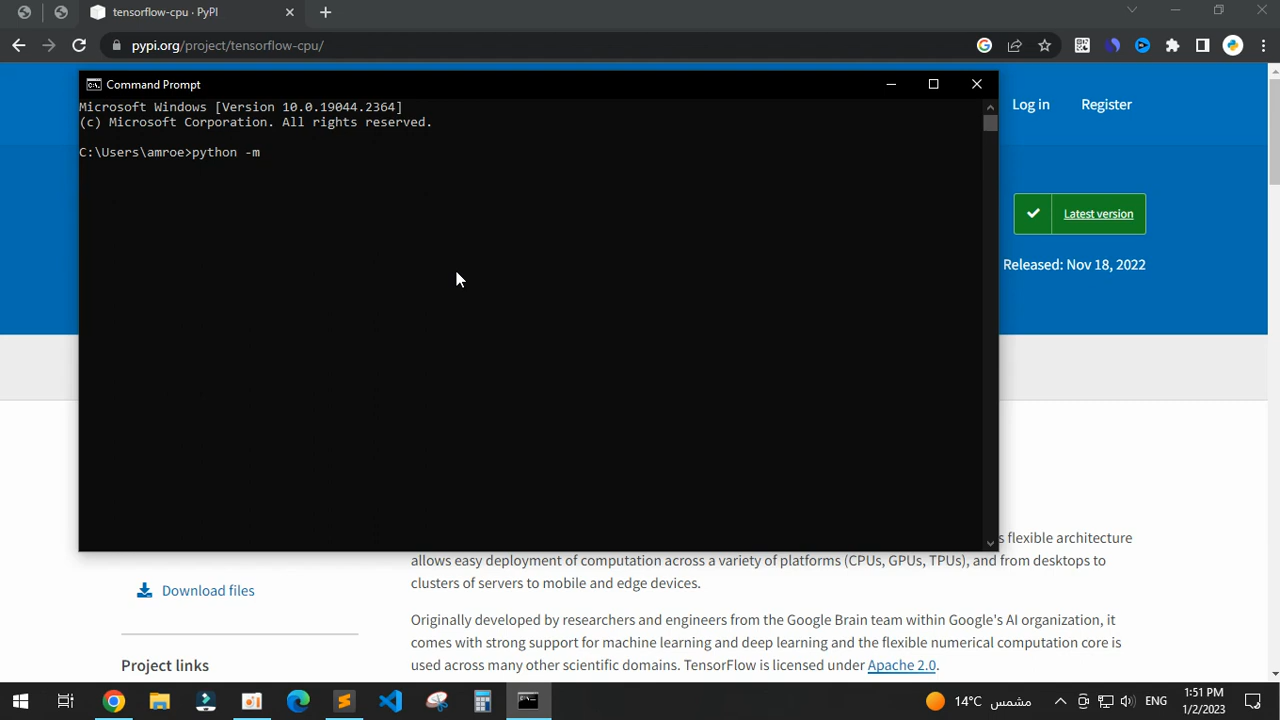 tensorflow-cpu · PyPI
pypi.org/project/tensorflow-cpu/
Log in
Register
Command Prompt
Microsoft Windows [Version 10.0.19044.2364]
(c) Microsoft Corporation. All rights reserved.
C:\Users\amroe>python -m
Latest version
Released: Nov 18, 2022
s flexible architecture
allows easy deployment of computation across a variety of platforms (CPUs, GPUs, TPUs), and from desktops to
clusters of servers to mobile and edge devices.
Download files
Originally developed by researchers and engineers from the Google Brain team within Google's AI organization, it
comes with strong support for machine learning and deep learning and the flexible numerical computation core is
used across many other scientific domains. TensorFlow is licensed under Apache 2.0.
Project links
14°C مشمس
ENG
1:51 PM
1/2/2023